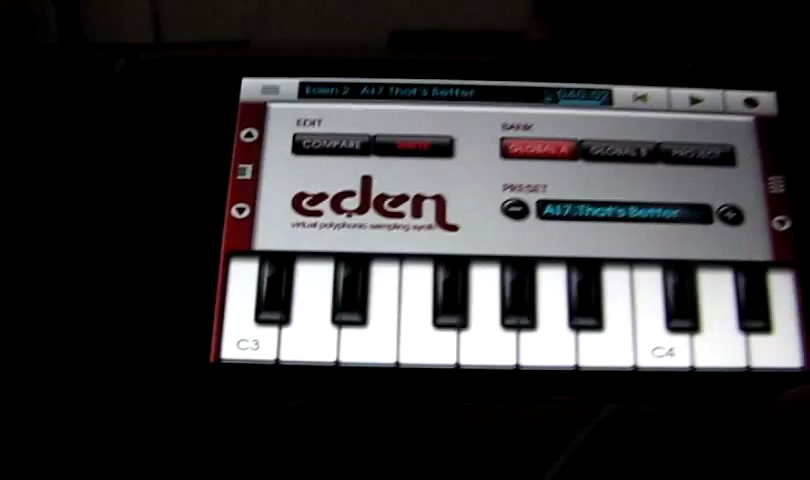 Eden 2 A17 That's Better
EDIT
BANK
COMPARE WRITE
GLOBAL A GLOBAL B PROJECT
PRESET
A17.That's Better
eden
virtual polyphonic sampling synth
C3 C4